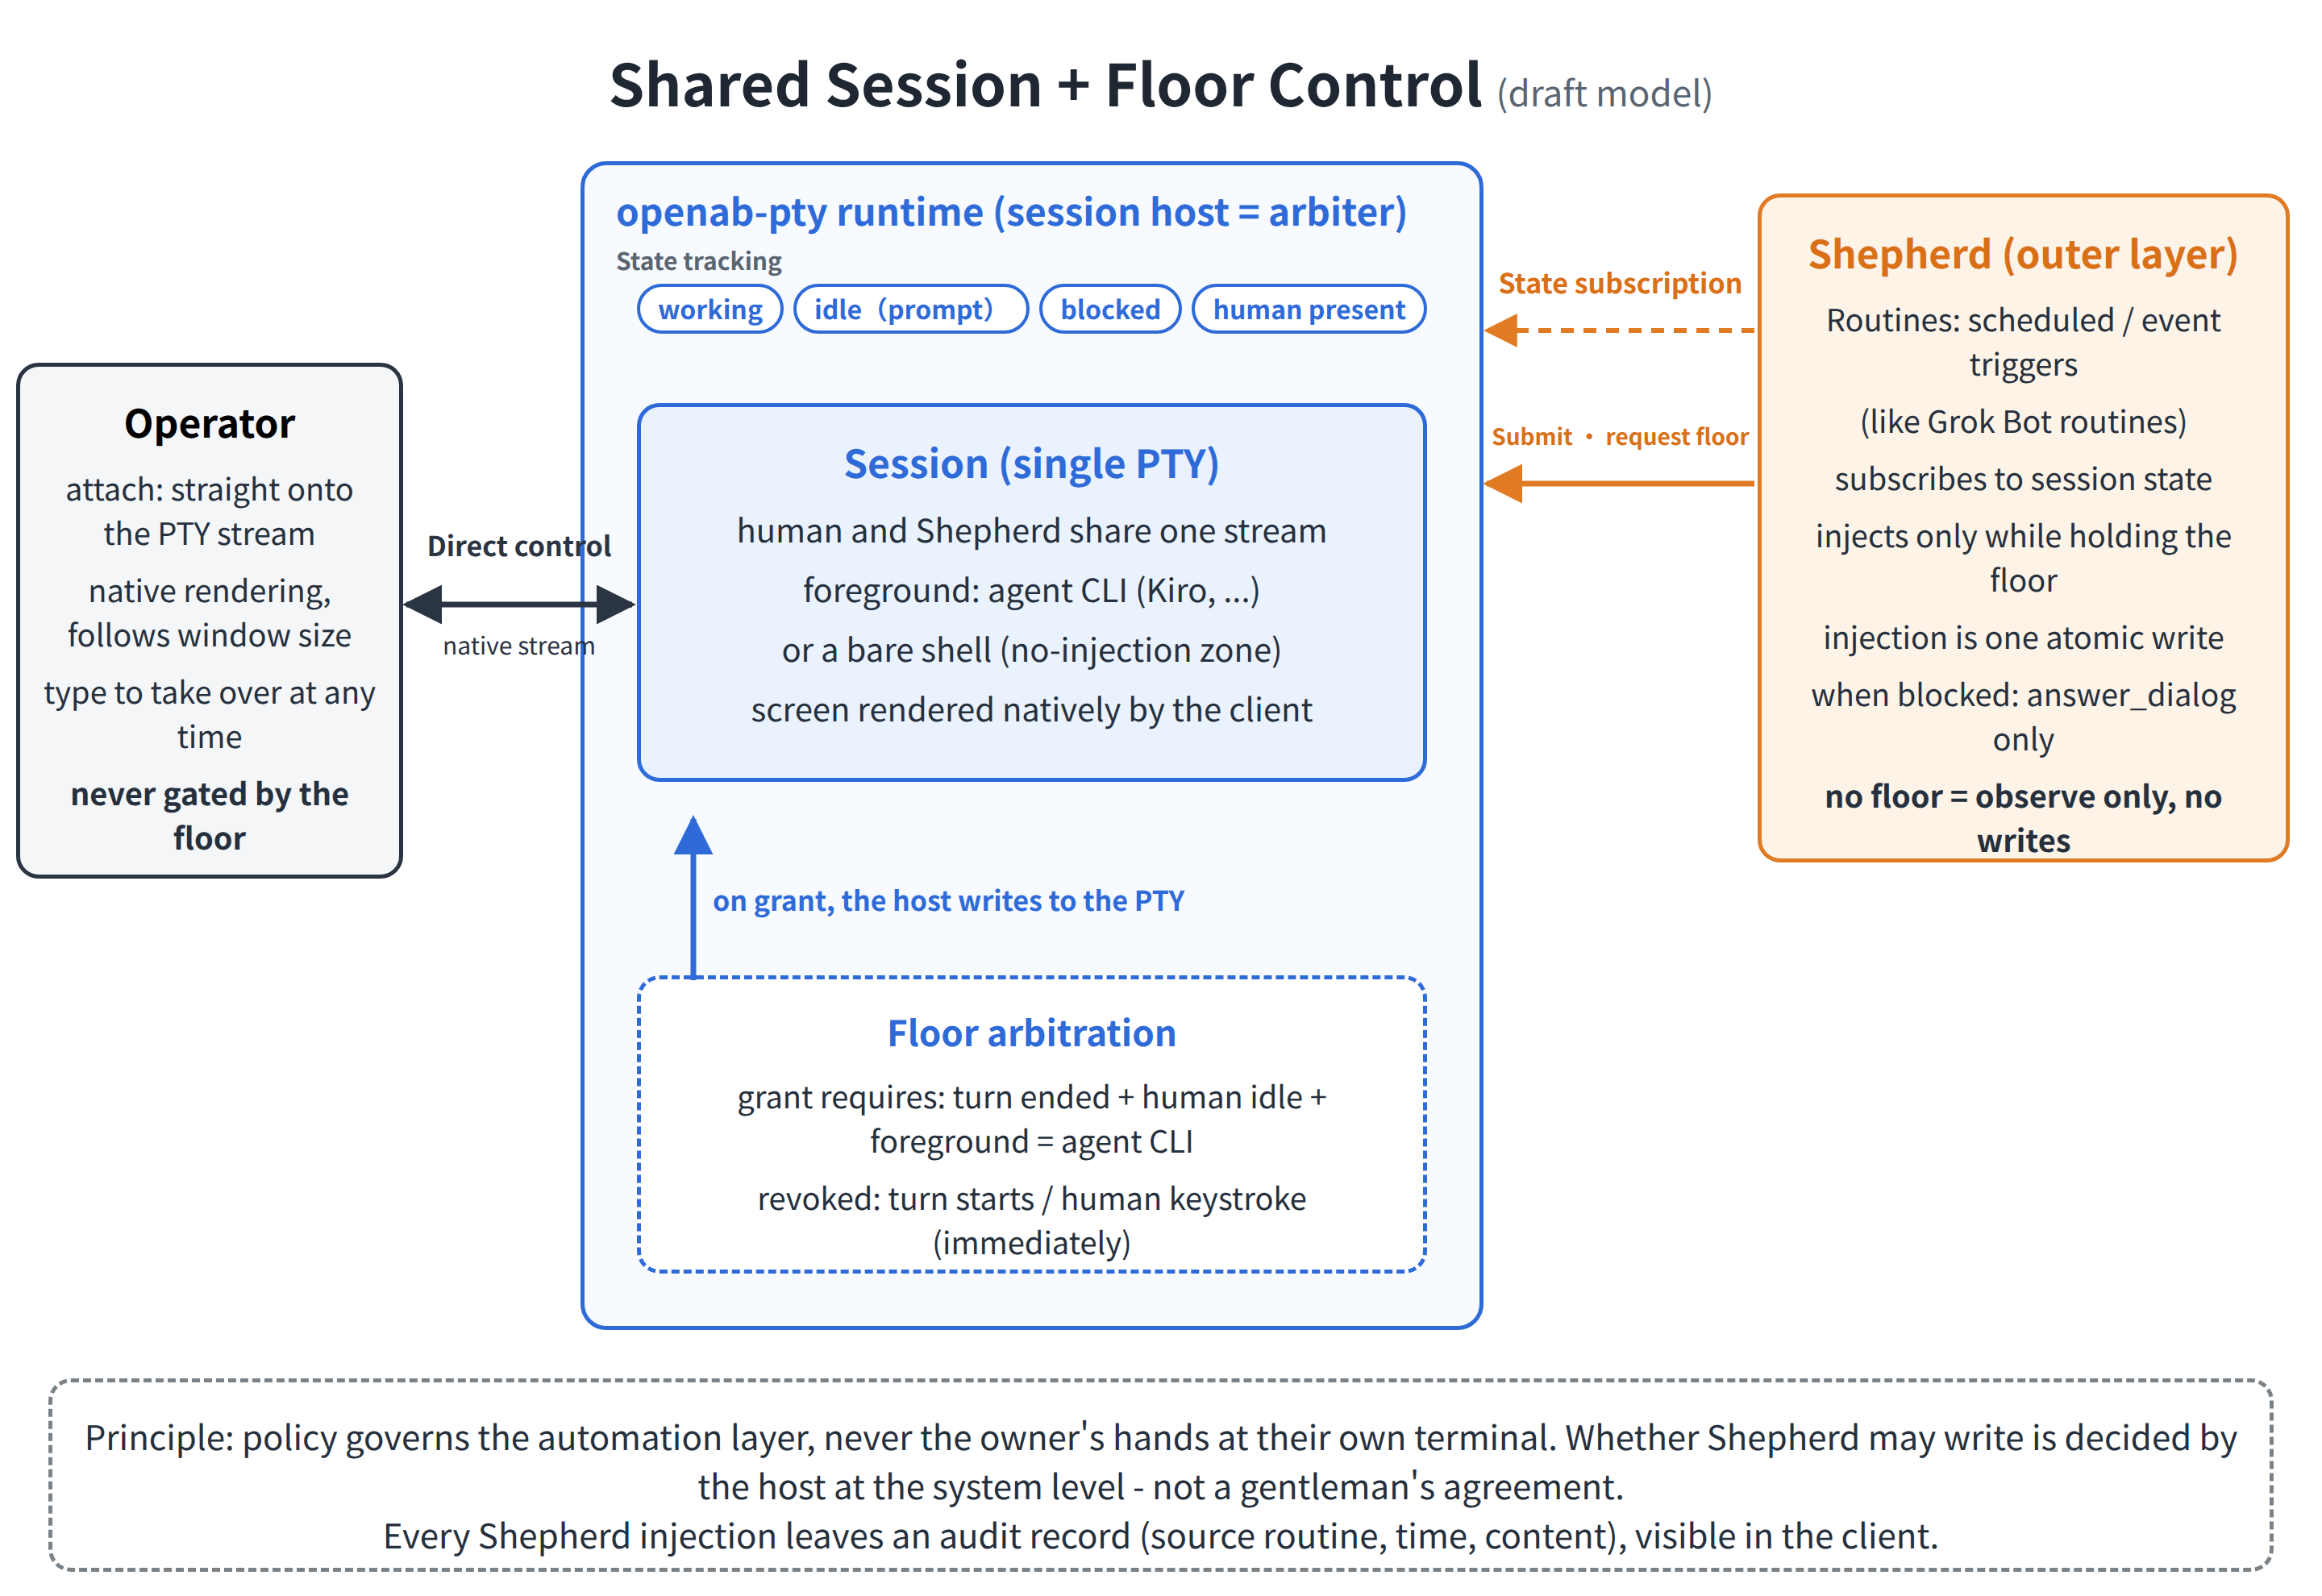 Shared Session + Floor Control (draft model)
openab-pty runtime (session host = arbiter)
State tracking
working
idle（prompt）
blocked
human present
Operator
attach: straight onto
the PTY stream
native rendering,
follows window size
type to take over at any
time
never gated by the
floor
Direct control
native stream
Session (single PTY)
human and Shepherd share one stream
foreground: agent CLI (Kiro, ...)
or a bare shell (no-injection zone)
screen rendered natively by the client
on grant, the host writes to the PTY
Floor arbitration
grant requires: turn ended + human idle +
foreground = agent CLI
revoked: turn starts / human keystroke
(immediately)
State subscription
Submit ・ request floor
Shepherd (outer layer)
Routines: scheduled / event
triggers
(like Grok Bot routines)
subscribes to session state
injects only while holding the
floor
injection is one atomic write
when blocked: answer_dialog
only
no floor = observe only, no
writes
Principle: policy governs the automation layer, never the owner's hands at their own terminal. Whether Shepherd may write is decided by
the host at the system level - not a gentleman's agreement.
Every Shepherd injection leaves an audit record (source routine, time, content), visible in the client.